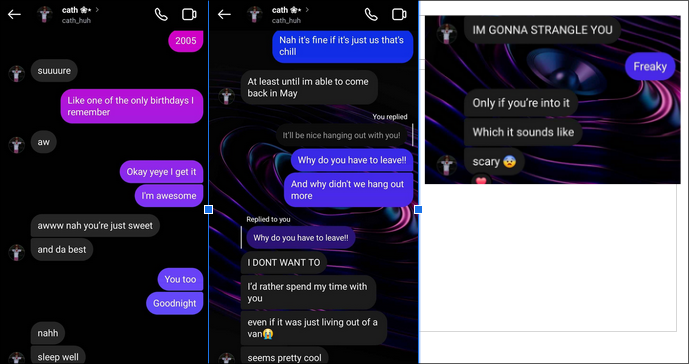 cath ❀⋆
cath_huh
2005
suuuure
Like one of the only birthdays I
remember
aw
Okay yeye I get it
I'm awesome
awww nah you're just sweet
and da best
You too
Goodnight
nahh
sleep well
cath ❀⋆
cath_huh
Nah it's fine if it's just us that's
chill
At least until im able to come
back in May
You replied
It'll be nice hanging out with you!
Why do you have to leave!!
And why didn't we hang out
more
Replied to you
Why do you have to leave!!
I DONT WANT TO
I'd rather spend my time with
you
even if it was just living out of a
van😭
seems pretty cool
IM GONNA STRANGLE YOU
Freaky
Only if you're into it
Which it sounds like
scary 😨
❤️